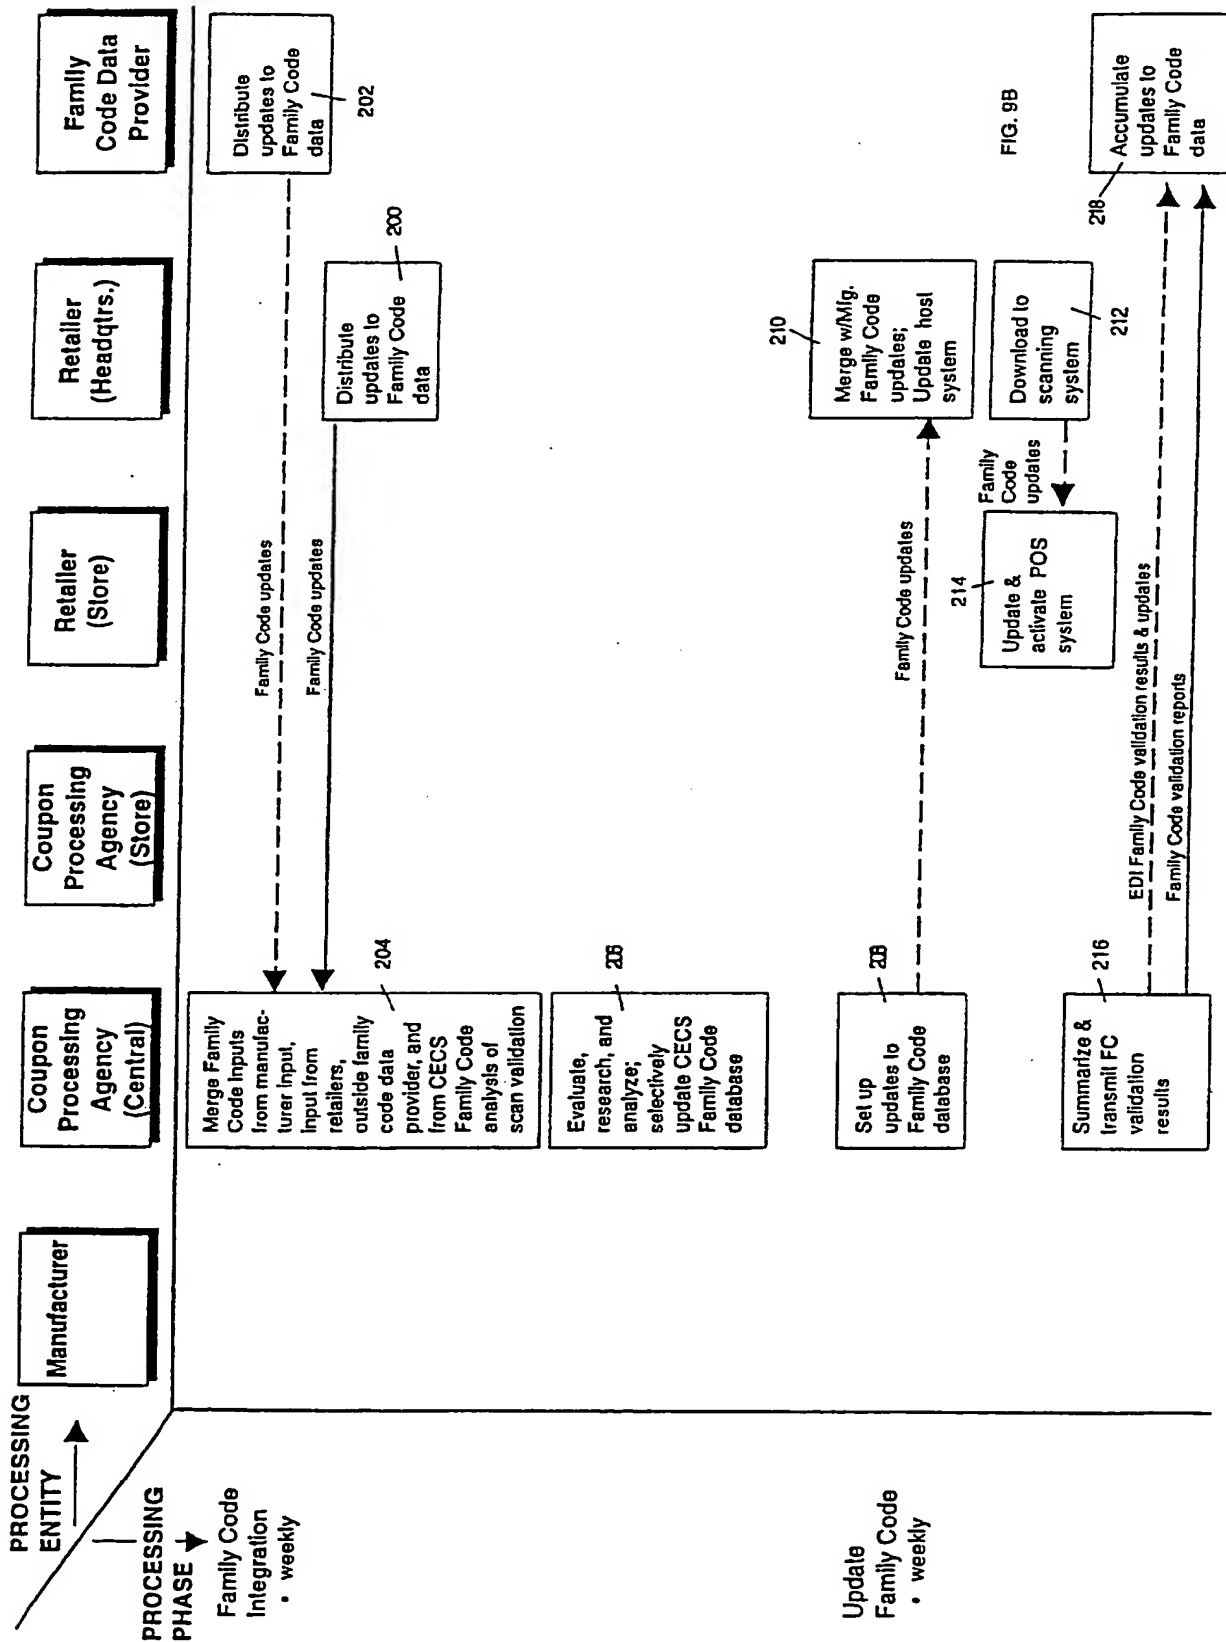 PROCESSING
ENTITY
PROCESSING
PHASE
Manufacturer
Coupon
Processing
Agency
(Central)
Coupon
Processing
Agency
(Store)
Retailer
(Store)
Retailer
(Headqtrs.)
Family
Code Data
Provider
Family Code
Integration
• weekly
Distribute
updates to
Family Code
data
202
Family Code updates
Distribute
updates to
Family Code
data
200
Family Code updates
Merge Family
Code Inputs
from manufac-
turer input,
Input from
retailers,
outside family
code data
provider, and
from CECS
Family Code
analysis of
scan validation
204
Evaluate,
research, and
analyze;
selectively
update CECS
Family Code
database
206
Update
Family Code
• weekly
Set up
updates to
Family Code
database
208
Family Code updates
Merge w/Mfg.
Family Code
updates;
Update host
system
210
Download to
scanning
system
212
Family
Code
updates
Update &
activate POS
system
214
Summarize &
transmit FC
validation
results
216
EDI Family Code validation results & updates
Family Code validation reports
Accumulate
updates to
Family Code
data
218
FIG. 9B